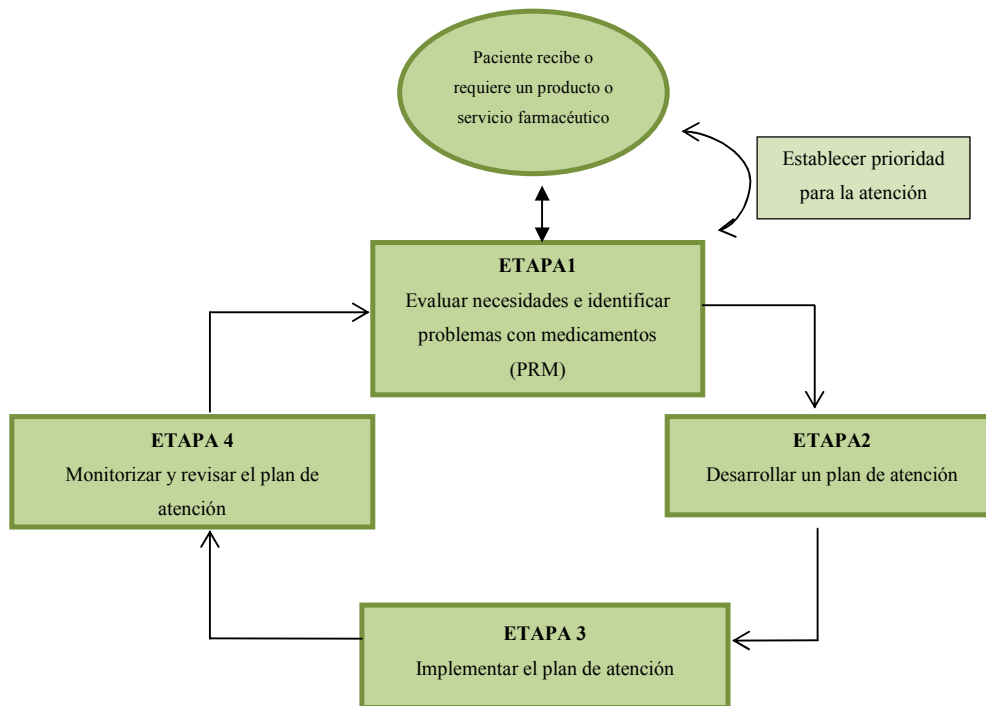 Paciente recibe o
requiere un producto o
servicio farmacéutico
Establecer prioridad
para la atención
ETAPA1
Evaluar necesidades e identificar
problemas con medicamentos
(PRM)
ETAPA 4
Monitorizar y revisar el plan de
atención
ETAPA2
Desarrollar un plan de atención
ETAPA 3
Implementar el plan de atención